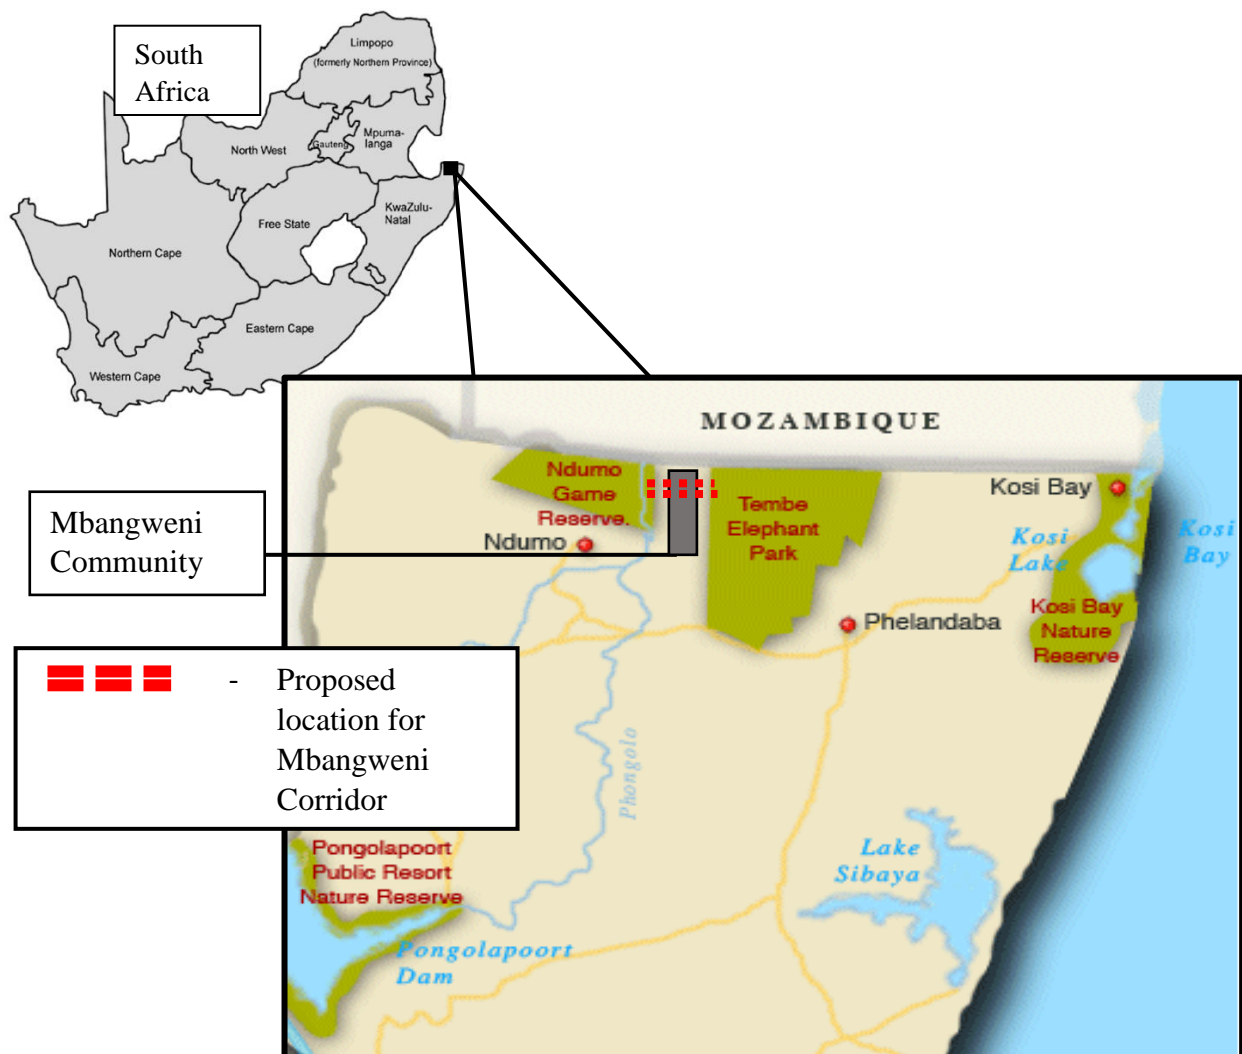 South
Africa
Limpopo
(formerly Northern Province)
Mpuma-
langa
Gauteng
North West
KwaZulu-
Natal
Free State
Northern Cape
Eastern Cape
Western Cape
MOZAMBIQUE
Ndumo
Game
Reserve.
Tembe
Elephant
Park
Kosi Bay
Kosi
Lake
Kosi
Bay
Mbangweni
Community
Ndumo
Kosi Bay
Nature
Reserve
Phelandaba
- Proposed
location for
Mbangweni
Corridor
Phongolo
Lake
Sibaya
Pongolapoort
Public Resort
Nature Reserve
Pongolapoort
Dam